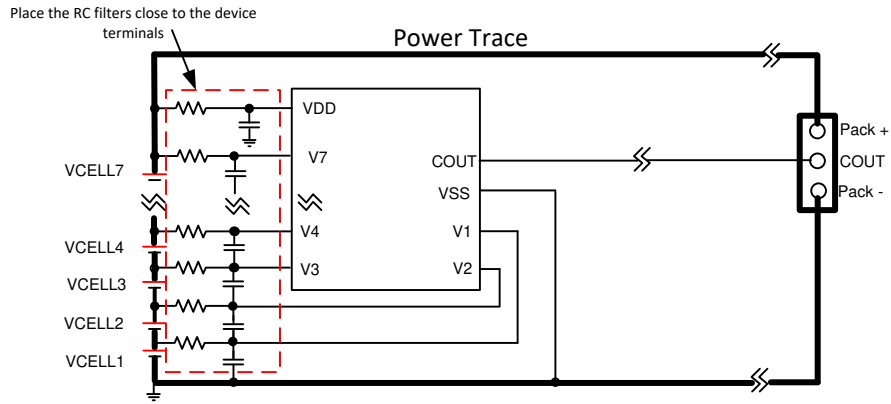 Place the RC filters close to the device
terminals
Power Trace
VDD
V7
VCELL7
COUT
VSS
V4
V1
VCELL4
V3
V2
VCELL3
VCELL2
VCELL1
Pack +
COUT
Pack -